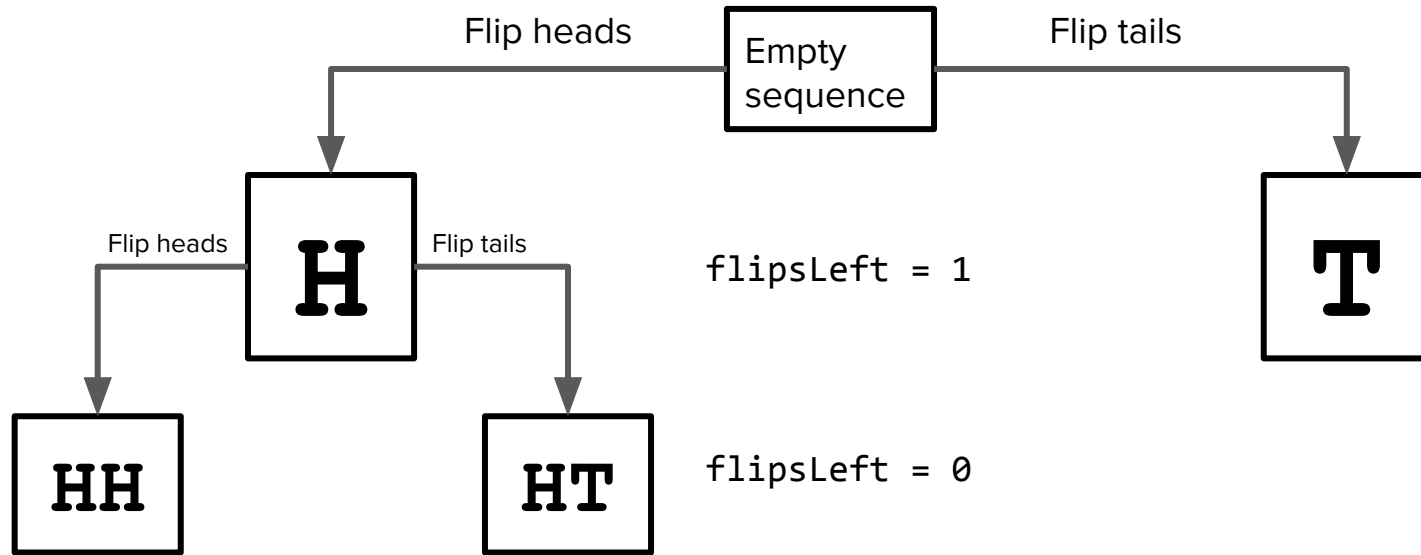 Flip heads
Empty
sequence
Flip tails
Flip heads
H
Flip tails
flipsLeft = 1
T
HH
HT
flipsLeft = 0